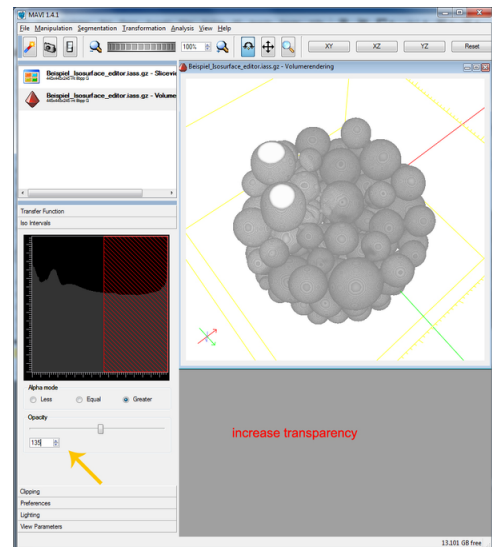 MAVI 1.4.1
File Manipulation Segmentation Transformation Analysis View Help
100%
XY XZ YZ Reset
Beispiel_Isosurface_editor.iass.gz - Slicevi
Beispiel_Isosurface_editor.iass.gz - Volumerendering
Beispiel_Isosurface_editor.iass.gz - Volume
Transfer Function
Iso Intervals
Alpha mode
Less Equal Greater
Opacity
135
increase transparency
Clipping
Preferences
Lighting
View Parameters
13.101 GB free